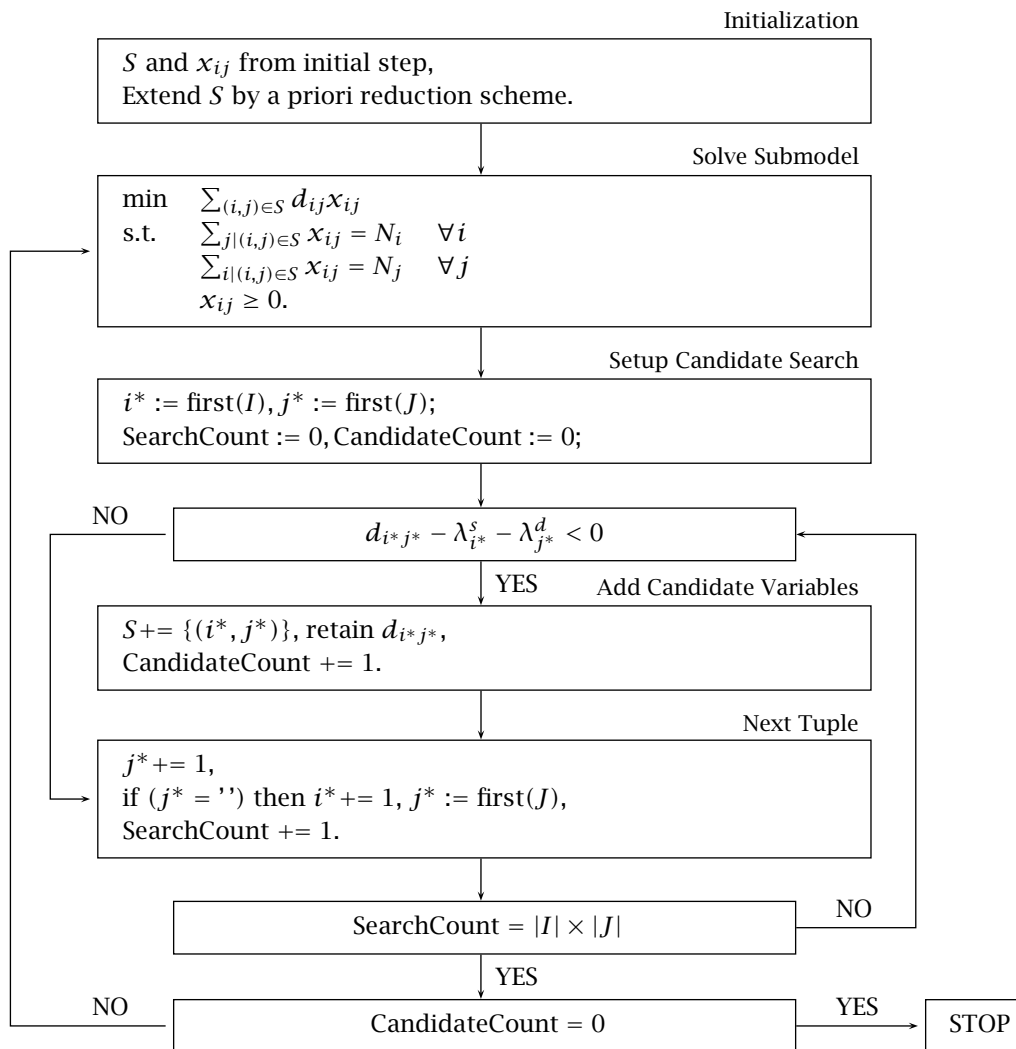 Initialization
S and x_{ij} from initial step,
Extend S by a priori reduction scheme.
Solve Submodel
min ∑_{(i,j)∈S} d_{ij}x_{ij}
s.t. ∑_{j|(i,j)∈S} x_{ij} = N_i ∀i
∑_{i|(i,j)∈S} x_{ij} = N_j ∀j
x_{ij} ≥ 0.
Setup Candidate Search
i* := first(I), j* := first(J);
SearchCount := 0, CandidateCount := 0;
NO
d_{i*j*} − λ^s_{i*} − λ^d_{j*} < 0
YES
Add Candidate Variables
S += {(i*, j*)}, retain d_{i*j*},
CandidateCount += 1.
Next Tuple
j* += 1,
if (j* = '') then i* += 1, j* := first(J),
SearchCount += 1.
SearchCount = |I| × |J|
NO
YES
NO
CandidateCount = 0
YES
STOP